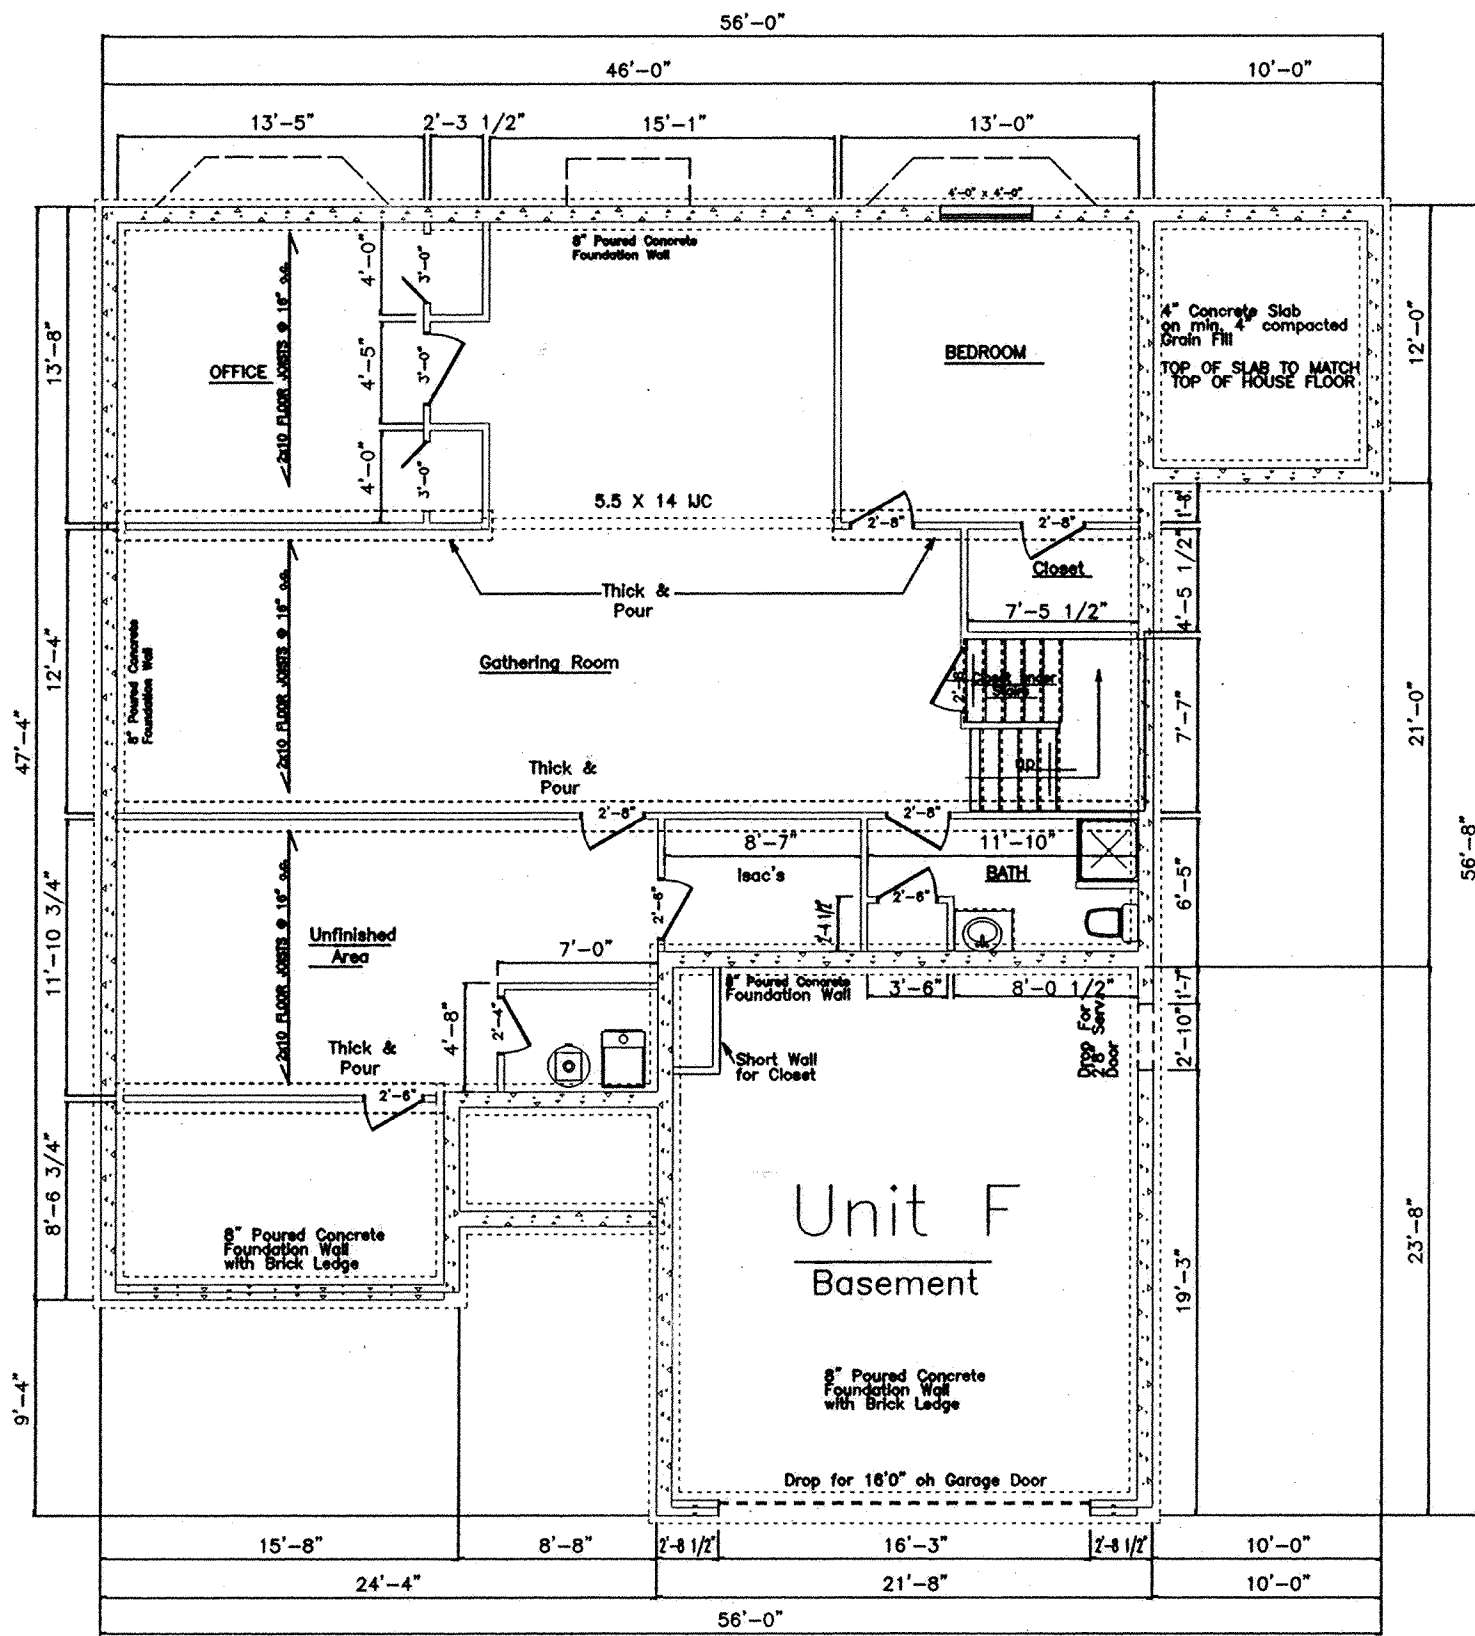 56'-0"
46'-0"
10'-0"
13'-5"
2'-3 1/2"
15'-1"
13'-0"
4'-0" x 4'-0"
8" Poured Concrete
Foundation Wall
4'-0"
3'-0"
13'-8"
OFFICE
2x10 FLOOR JOISTS @ 16" o.c.
4'-5"
3'-0"
4'-0"
3'-0"
BEDROOM
4" Concrete Slab
on min. 4" compacted
Grain Fill
TOP OF SLAB TO MATCH
TOP OF HOUSE FLOOR
12'-0"
5.5 X 14 WC
2'-8"
2'-8"
1'-8"
Closet
7'-5 1/2"
4'-5 1/2"
Thick &
Pour
12'-4"
8" Poured Concrete
Foundation Wall
2x10 FLOOR JOISTS @ 16" o.c.
Gathering Room
Closet Under
Stairs
up
7'-7"
21'-0"
47'-4"
56'-8"
Thick &
Pour
2'-8"
2'-8"
8'-7"
11'-10"
Isac's
BATH
2'-6"
2'-6"
6'-5"
11'-10 3/4"
2x10 FLOOR JOISTS @ 16" o.c.
Unfinished
Area
7'-0"
8" Poured Concrete
Foundation Wall
3'-6"
8'-0 1/2"
1'-7"
4'-8"
2'-4"
Drop For
Door
2'-10"
Short Wall
for Closet
Thick &
Pour
2'-6"
8'-6 3/4"
8" Poured Concrete
Foundation Wall
with Brick Ledge
Unit F
Basement
23'-8"
19'-3"
9'-4"
8" Poured Concrete
Foundation Wall
with Brick Ledge
Drop for 16'0" oh Garage Door
15'-8"
8'-8"
2'-8 1/2"
16'-3"
2'-8 1/2"
10'-0"
24'-4"
21'-8"
10'-0"
56'-0"